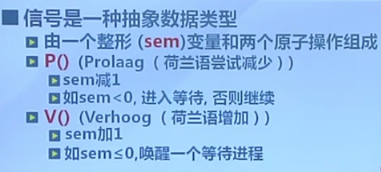 信号是一种抽象数据类型
由一个整形 (sem)变量和两个原子操作组成
P() (Prolaag （荷兰语尝试减少））
sem减1
如sem<0, 进入等待, 否则继续
V() (Verhoog （荷兰语增加））
sem加1
如sem≤0,唤醒一个等待进程